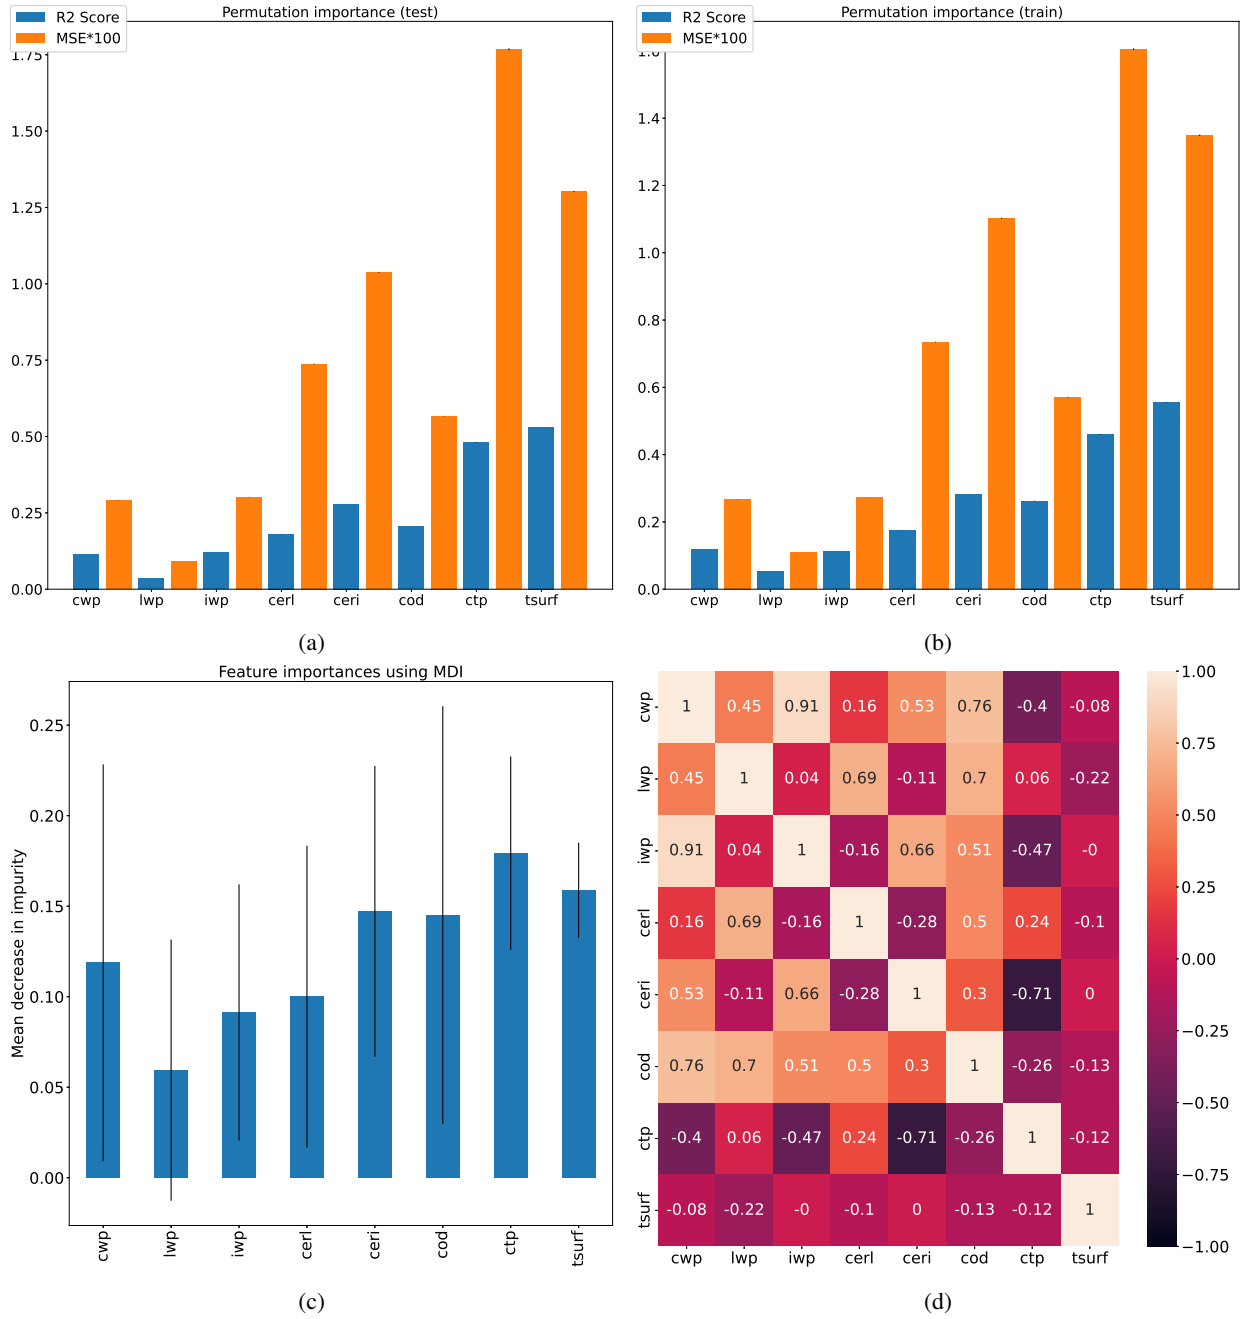 Permutation importance (test)
R2 Score
MSE*100
1.75
1.50
1.25
1.00
0.75
0.50
0.25
0.00
cwp lwp iwp cerl ceri cod ctp tsurf
(a)
Permutation importance (train)
R2 Score
MSE*100
1.6
1.4
1.2
1.0
0.8
0.6
0.4
0.2
0.0
cwp lwp iwp cerl ceri cod ctp tsurf
(b)
Feature importances using MDI
Mean decrease in impurity
0.25
0.20
0.15
0.10
0.05
0.00
cwp lwp iwp cerl ceri cod ctp tsurf
(c)
cwp 1 0.45 0.91 0.16 0.53 0.76 -0.4 -0.08
lwp 0.45 1 0.04 0.69 -0.11 0.7 0.06 -0.22
iwp 0.91 0.04 1 -0.16 0.66 0.51 -0.47 -0
cerl 0.16 0.69 -0.16 1 -0.28 0.5 0.24 -0.1
ceri 0.53 -0.11 0.66 -0.28 1 0.3 -0.71 0
cod 0.76 0.7 0.51 0.5 0.3 1 -0.26 -0.13
ctp -0.4 0.06 -0.47 0.24 -0.71 -0.26 1 -0.12
tsurf -0.08 -0.22 -0 -0.1 0 -0.13 -0.12 1
cwp lwp iwp cerl ceri cod ctp tsurf
1.00
0.75
0.50
0.25
0.00
−0.25
−0.50
−0.75
−1.00
(d)